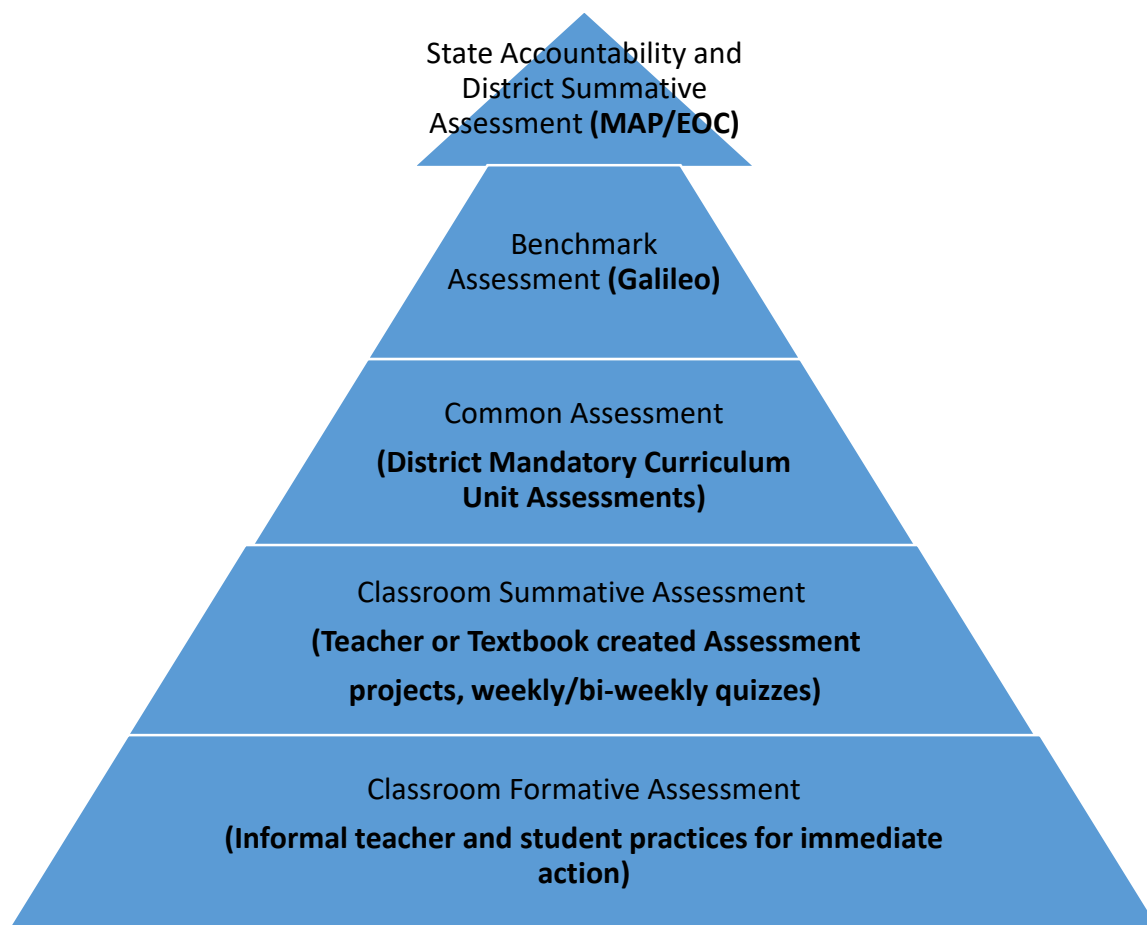 State Accountability and
District Summative
Assessment (MAP/EOC)
Benchmark
Assessment (Galileo)
Common Assessment
(District Mandatory Curriculum
Unit Assessments)
Classroom Summative Assessment
(Teacher or Textbook created Assessment
projects, weekly/bi-weekly quizzes)
Classroom Formative Assessment
(Informal teacher and student practices for immediate
action)